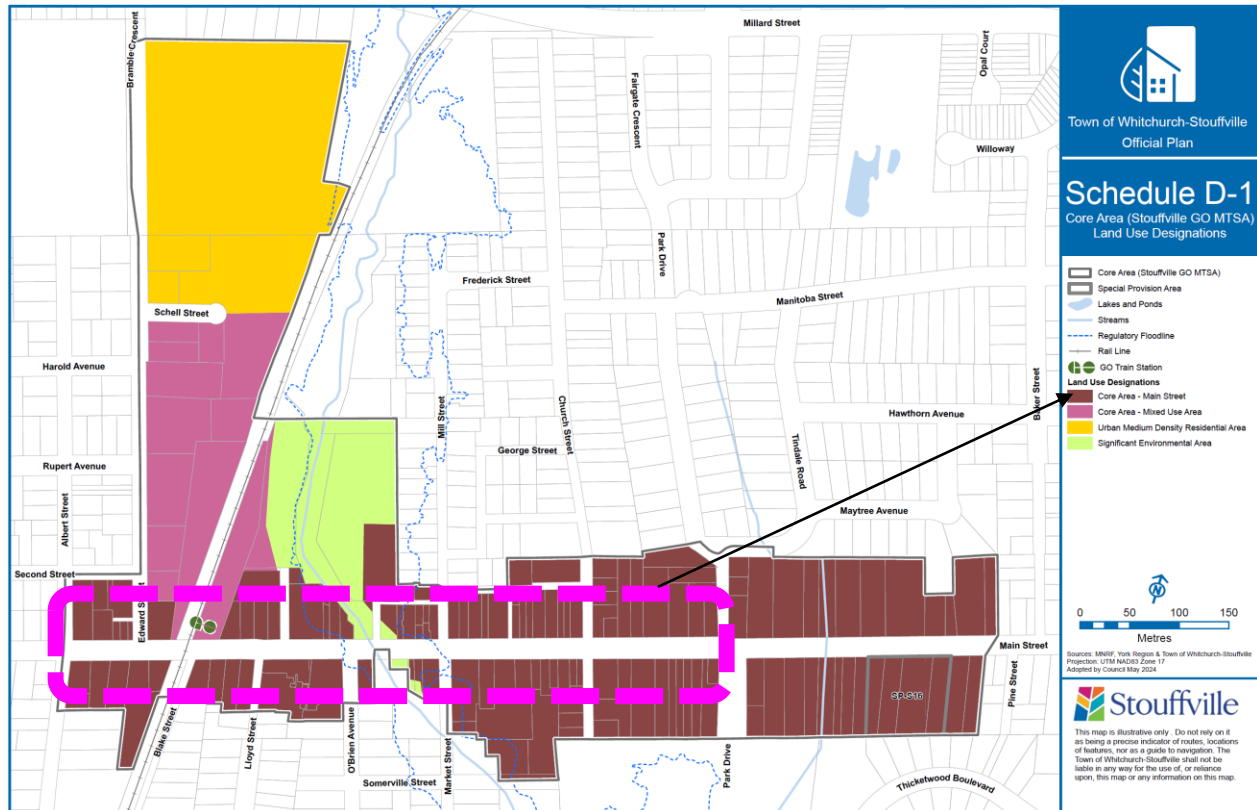 Millard Street
Bramble Crescent
Fairgate Crescent
Opal Court
Willoway
Park Drive
Frederick Street
Manitoba Street
Schell Street
Harold Avenue
Mill Street
Church Street
Baker Street
Hawthorn Avenue
Tindale Road
George Street
Rupert Avenue
Albert Street
Maytree Avenue
Second Street
Edward
Main Street
SP-S16
Pine Street
Blake Street
Lloyd Street
O'Brien Avenue
Market Street
Somerville Street
Park Drive
Thicketwood Boulevard
Town of Whitchurch-Stouffville
Official Plan
Schedule D-1
Core Area (Stouffville GO MTSA)
Land Use Designations
Core Area (Stouffville GO MTSA)
Special Provision Area
Lakes and Ponds
Streams
Regulatory Floodline
Rail Line
GO Train Station
Land Use Designations
Core Area - Main Street
Core Area - Mixed Use Area
Urban Medium Density Residential Area
Significant Environmental Area
N
0 50 100 150
Metres
Sources: MNRF, York Region & Town of Whitchurch-Stouffville
Projection: UTM NAD83 Zone 17
Adopted by Council May 2024
Stouffville
This map is illustrative only . Do not rely on it
as being a precise indicator of routes, locations
of features, nor as a guide to navigation. The
Town of Whitchurch-Stouffville shall not be
liable in any way for the use of, or reliance
upon, this map or any information on this map.